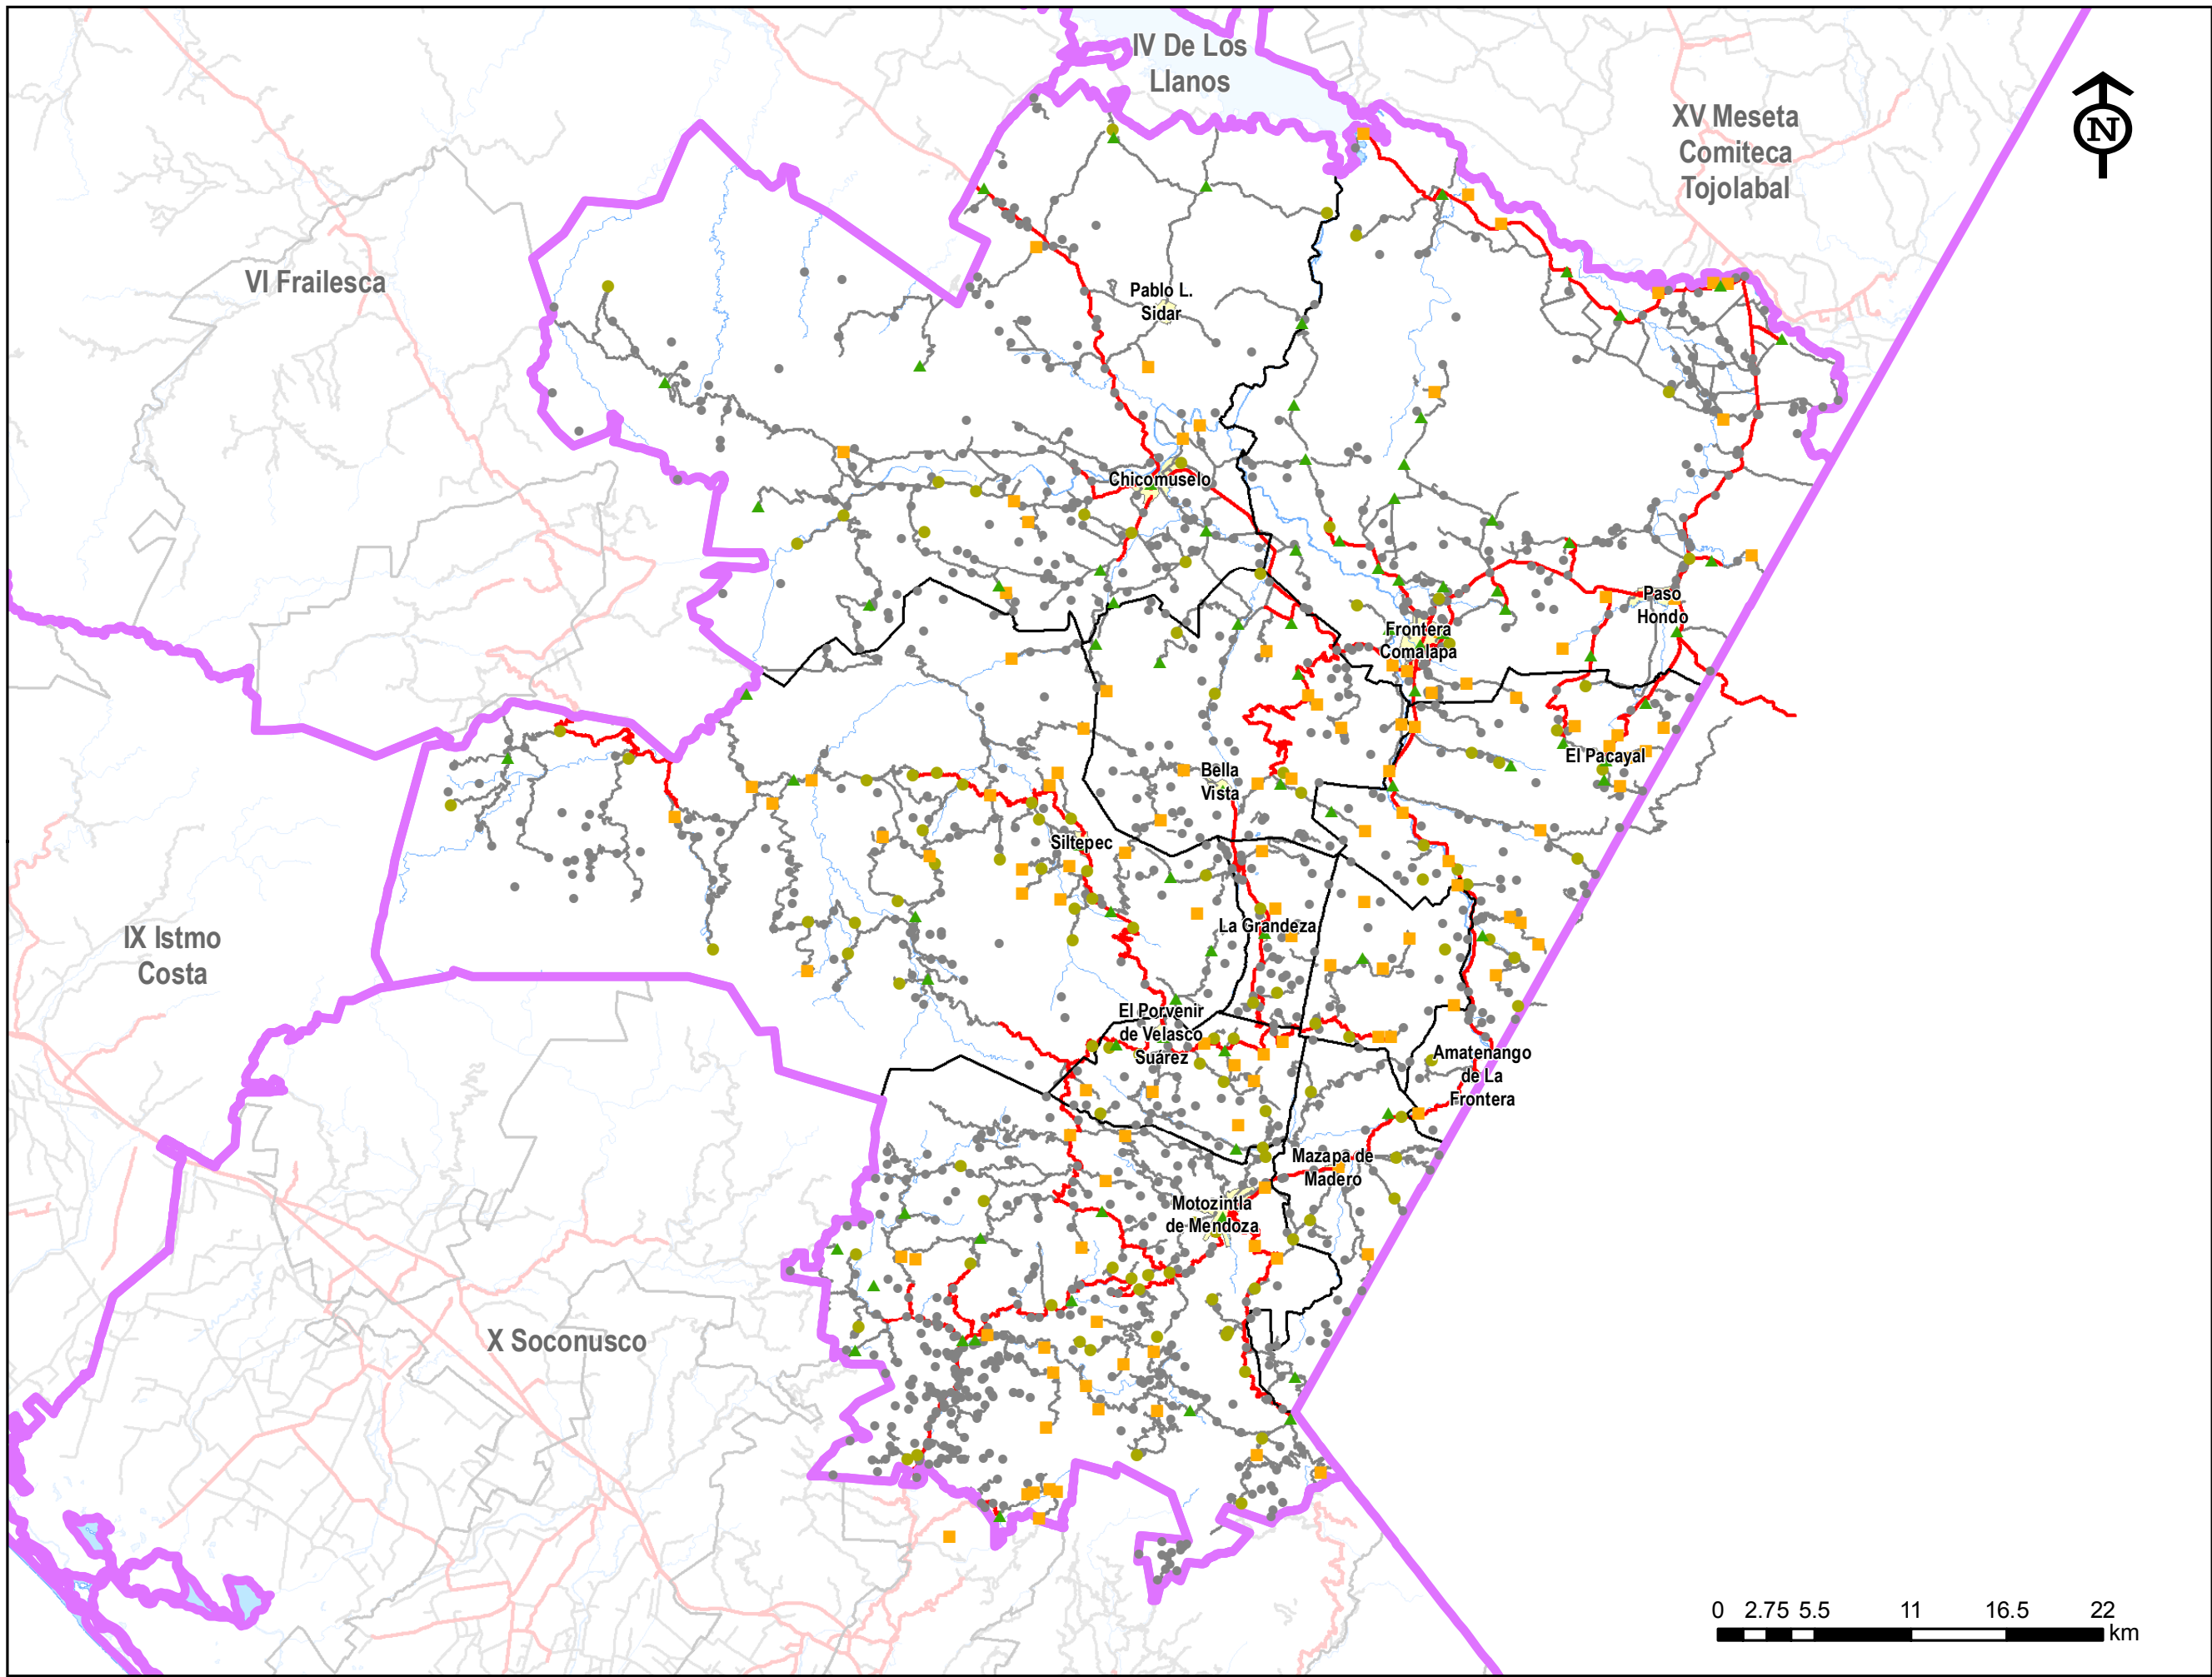 IV De Los
Llanos
XV Meseta
Comiteca
Tojolabal
N
VI Frailesca
Pablo L.
Sidar
Chicomuselo
Paso
Hondo
Frontera
Comalapa
El Pacayal
Bella
Vista
Siltepec
La Grandeza
IX Istmo
Costa
El Porvenir
de Velasco
Suárez
Amatenango
de La
Frontera
Mazapa de
Madero
Motozintla
de Mendoza
X Soconusco
0 2.75 5.5 11 16.5 22
km